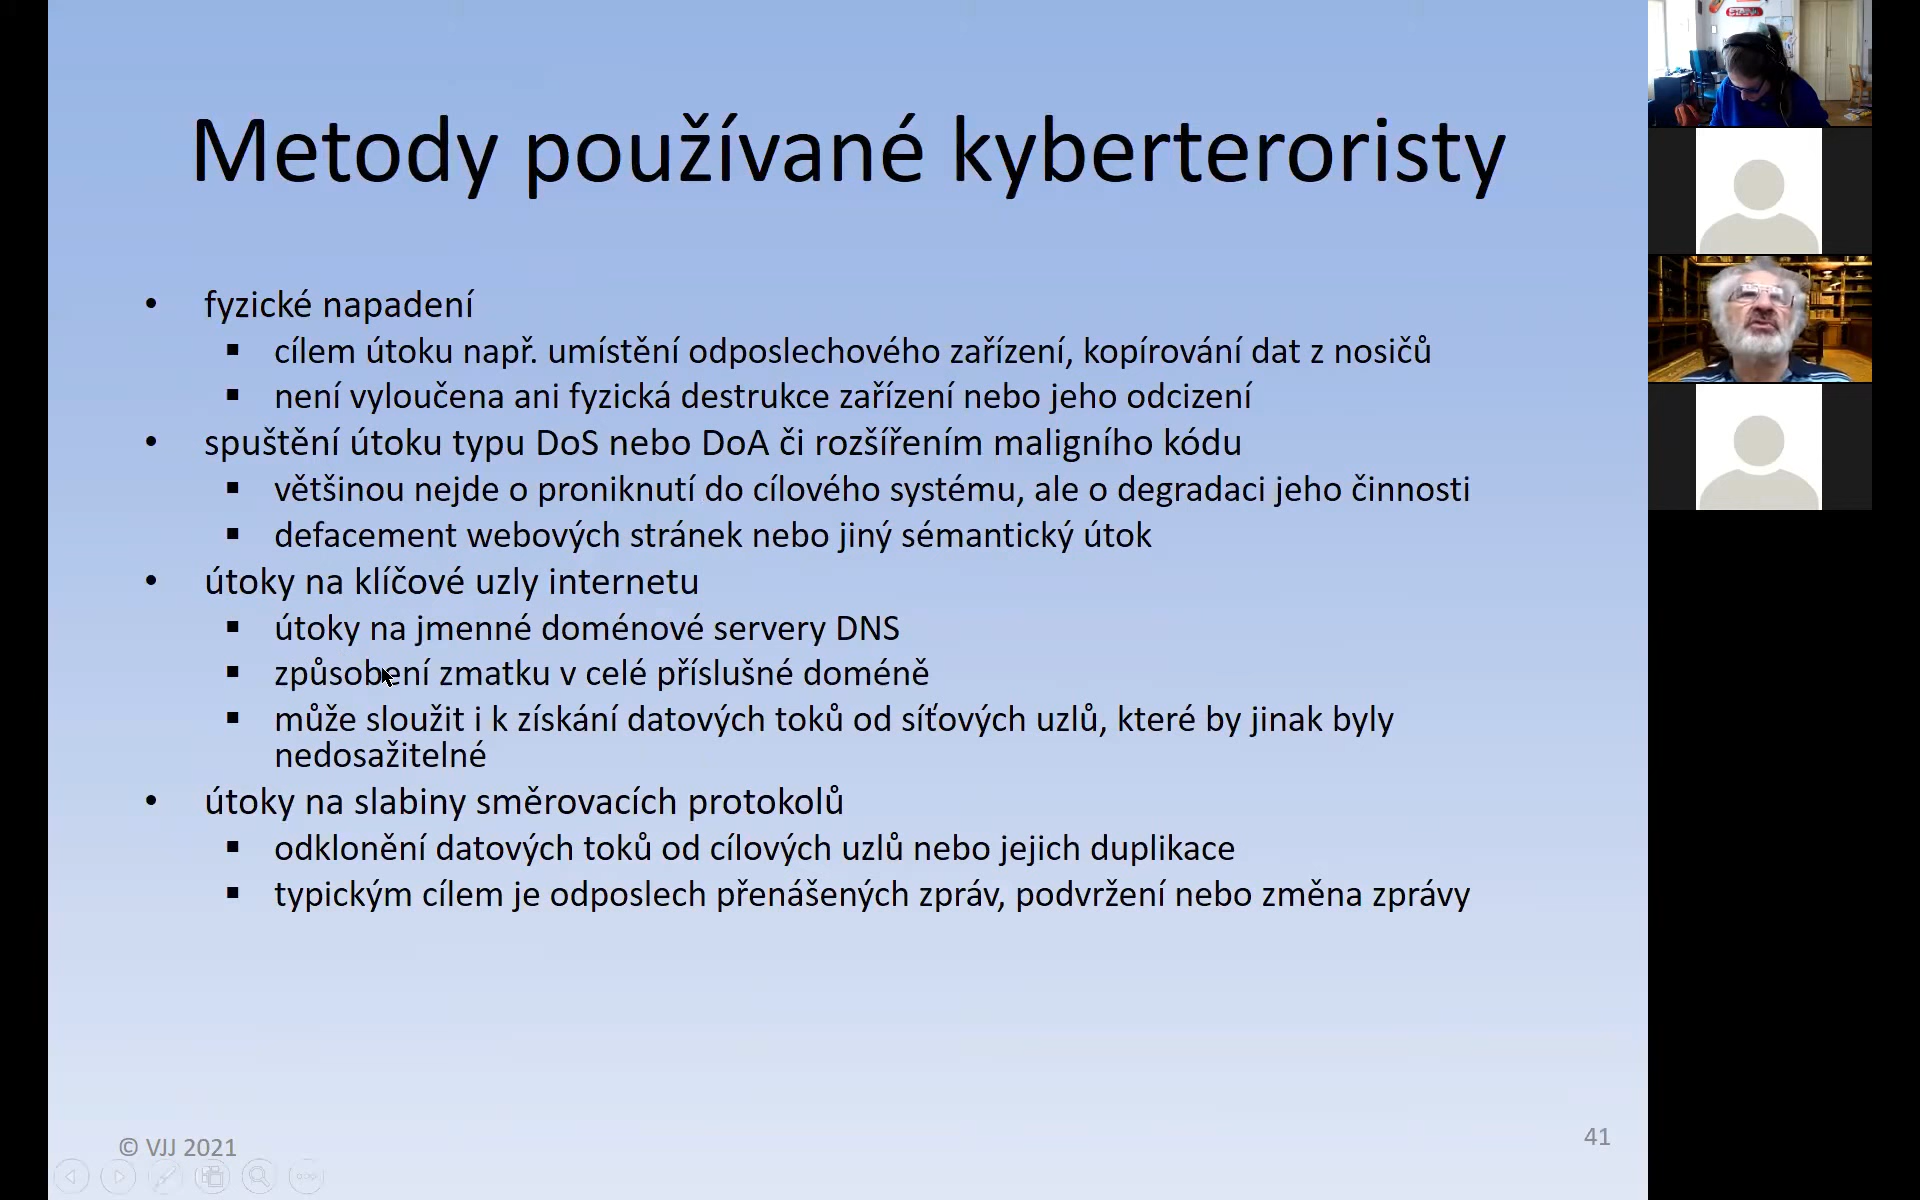 Metody používané kyberteroristy
• fyzické napadení
▪ cílem útoku např. umístění odposlechového zařízení, kopírování dat z nosičů
▪ není vyloučena ani fyzická destrukce zařízení nebo jeho odcizení
• spuštění útoku typu DoS nebo DoA či rozšířením maligního kódu
▪ většinou nejde o proniknutí do cílového systému, ale o degradaci jeho činnosti
▪ defacement webových stránek nebo jiný sémantický útok
• útoky na klíčové uzly internetu
▪ útoky na jmenné doménové servery DNS
▪ způsobení zmatku v celé příslušné doméně
▪ může sloužit i k získání datových toků od síťových uzlů, které by jinak byly
nedosažitelné
• útoky na slabiny směrovacích protokolů
▪ odklonění datových toků od cílových uzlů nebo jejich duplikace
▪ typickým cílem je odposlech přenášených zpráv, podvržení nebo změna zprávy
© VJJ 2021
41